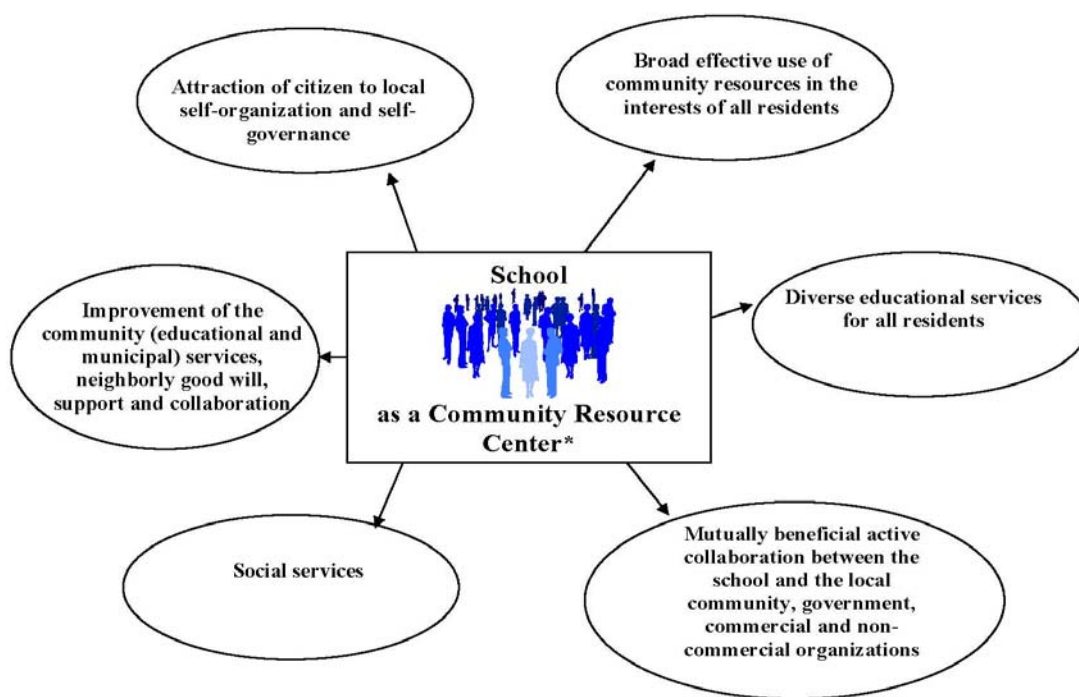 Attraction of citizen to local
self-organization and self-
governance
Broad effective use of
community resources in the
interests of all residents
School
as a Community Resource
Center*
Improvement of the
community (educational and
municipal) services,
neighborly good will,
support and collaboration
Diverse educational services
for all residents
Social services
Mutually beneficial active
collaboration between the
school and the local
community, government,
commercial and non-
commercial organizations